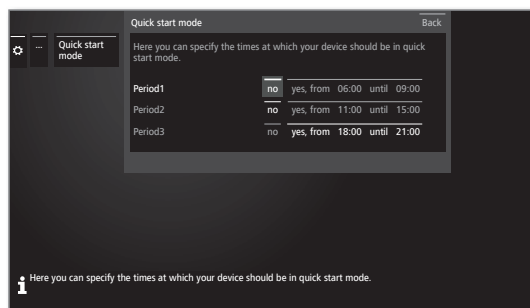 Quick start mode Back
... Quick start
mode
Here you can specify the times at which your device should be in quick
start mode.
Period1 no yes, from 06:00 until 09:00
Period2 no yes, from 11:00 until 15:00
Period3 no yes, from 18:00 until 21:00
Here you can specify the times at which your device should be in quick start mode.